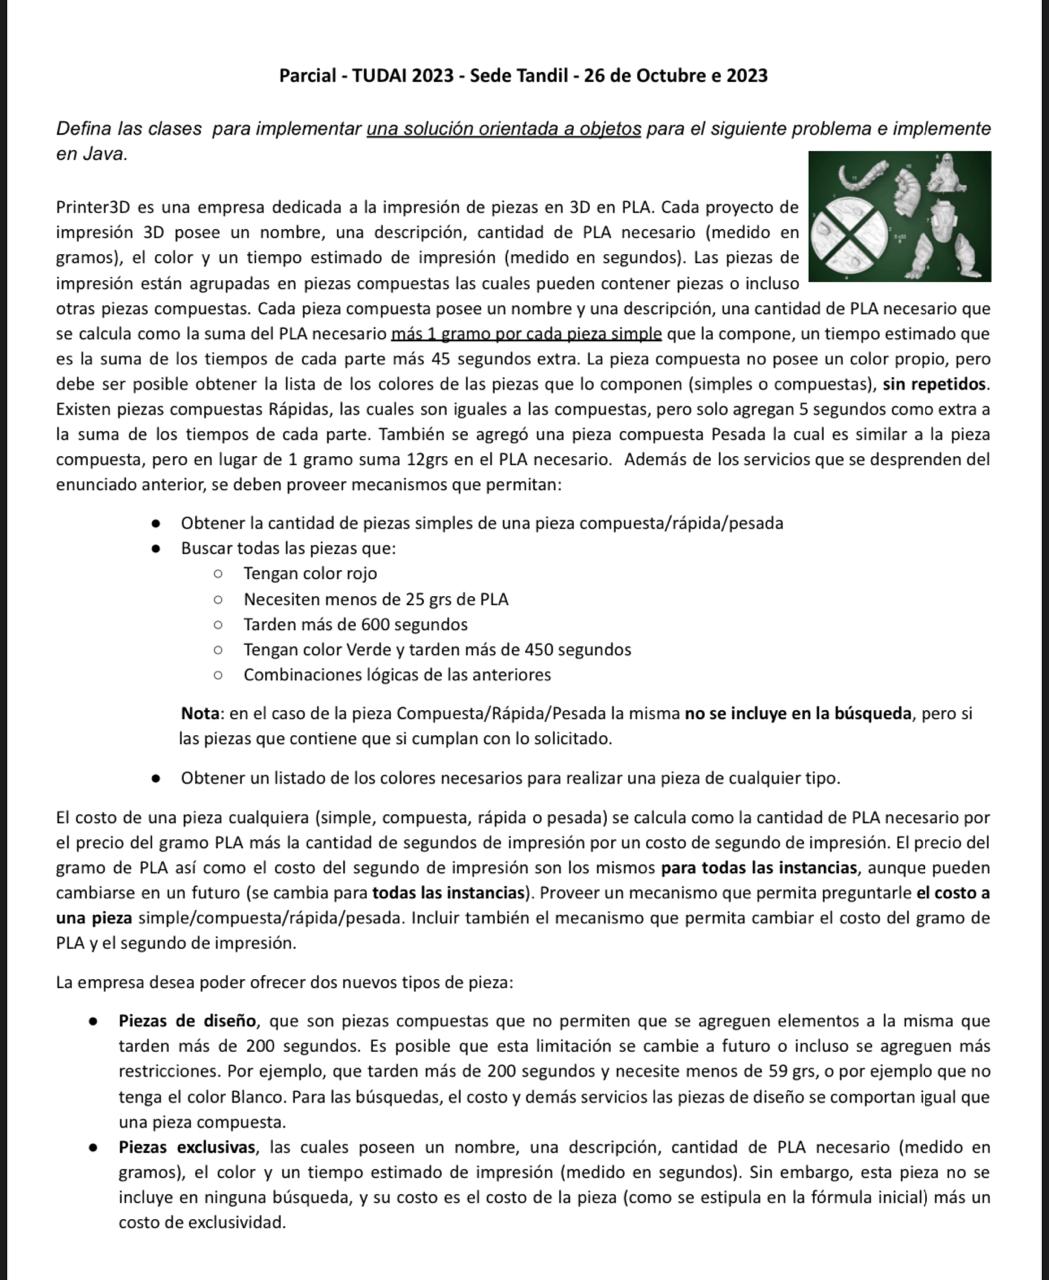 Parcial - TUDAI 2023 - Sede Tandil - 26 de Octubre e 2023
Defina las clases para implementar una solución orientada a objetos para el siguiente problema e implemente
en Java.
Printer3D es una empresa dedicada a la impresión de piezas en 3D en PLA. Cada proyecto de
impresión 3D posee un nombre, una descripción, cantidad de PLA necesario (medido en
gramos), el color y un tiempo estimado de impresión (medido en segundos). Las piezas de
impresión están agrupadas en piezas compuestas las cuales pueden contener piezas o incluso
otras piezas compuestas. Cada pieza compuesta posee un nombre y una descripción, una cantidad de PLA necesario que
se calcula como la suma del PLA necesario más 1 gramo por cada pieza simple que la compone, un tiempo estimado que
es la suma de los tiempos de cada parte más 45 segundos extra. La pieza compuesta no posee un color propio, pero
debe ser posible obtener la lista de los colores de las piezas que lo componen (simples o compuestas), sin repetidos.
Existen piezas compuestas Rápidas, las cuales son iguales a las compuestas, pero solo agregan 5 segundos como extra a
la suma de los tiempos de cada parte. También se agregó una pieza compuesta Pesada la cual es similar a la pieza
compuesta, pero en lugar de 1 gramo suma 12grs en el PLA necesario. Además de los servicios que se desprenden del
enunciado anterior, se deben proveer mecanismos que permitan:
● Obtener la cantidad de piezas simples de una pieza compuesta/rápida/pesada
● Buscar todas las piezas que:
○ Tengan color rojo
○ Necesiten menos de 25 grs de PLA
○ Tarden más de 600 segundos
○ Tengan color Verde y tarden más de 450 segundos
○ Combinaciones lógicas de las anteriores
Nota: en el caso de la pieza Compuesta/Rápida/Pesada la misma no se incluye en la búsqueda, pero si
las piezas que contiene que si cumplan con lo solicitado.
● Obtener un listado de los colores necesarios para realizar una pieza de cualquier tipo.
El costo de una pieza cualquiera (simple, compuesta, rápida o pesada) se calcula como la cantidad de PLA necesario por
el precio del gramo PLA más la cantidad de segundos de impresión por un costo de segundo de impresión. El precio del
gramo de PLA así como el costo del segundo de impresión son los mismos para todas las instancias, aunque pueden
cambiarse en un futuro (se cambia para todas las instancias). Proveer un mecanismo que permita preguntarle el costo a
una pieza simple/compuesta/rápida/pesada. Incluir también el mecanismo que permita cambiar el costo del gramo de
PLA y el segundo de impresión.
La empresa desea poder ofrecer dos nuevos tipos de pieza:
● Piezas de diseño, que son piezas compuestas que no permiten que se agreguen elementos a la misma que
tarden más de 200 segundos. Es posible que esta limitación se cambie a futuro o incluso se agreguen más
restricciones. Por ejemplo, que tarden más de 200 segundos y necesite menos de 59 grs, o por ejemplo que no
tenga el color Blanco. Para las búsquedas, el costo y demás servicios las piezas de diseño se comportan igual que
una pieza compuesta.
● Piezas exclusivas, las cuales poseen un nombre, una descripción, cantidad de PLA necesario (medido en
gramos), el color y un tiempo estimado de impresión (medido en segundos). Sin embargo, esta pieza no se
incluye en ninguna búsqueda, y su costo es el costo de la pieza (como se estipula en la fórmula inicial) más un
costo de exclusividad.